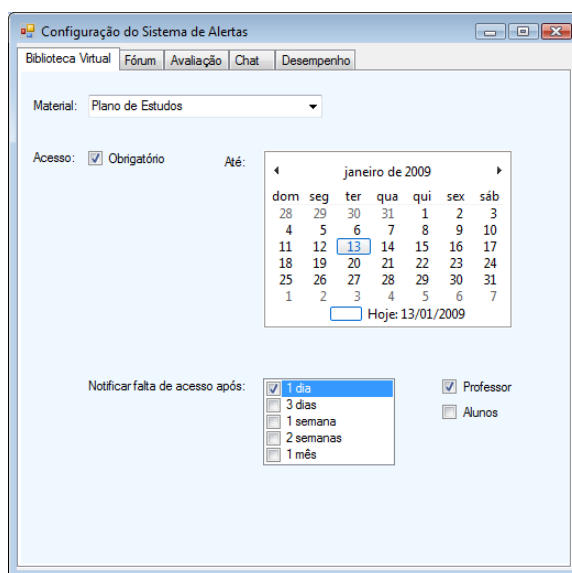 Configuração do Sistema de Alertas
Biblioteca Virtual Fórum Avaliação Chat Desempenho
Material: Plano de Estudos
Acesso: Obrigatório Até:
janeiro de 2009
dom seg ter qua qui sex sáb
28 29 30 31 1 2 3
4 5 6 7 8 9 10
11 12 13 14 15 16 17
18 19 20 21 22 23 24
25 26 27 28 29 30 31
1 2 3 4 5 6 7
Hoje: 13/01/2009
Notificar falta de acesso após: 1 dia Professor
3 dias Alunos
1 semana
2 semanas
1 mês